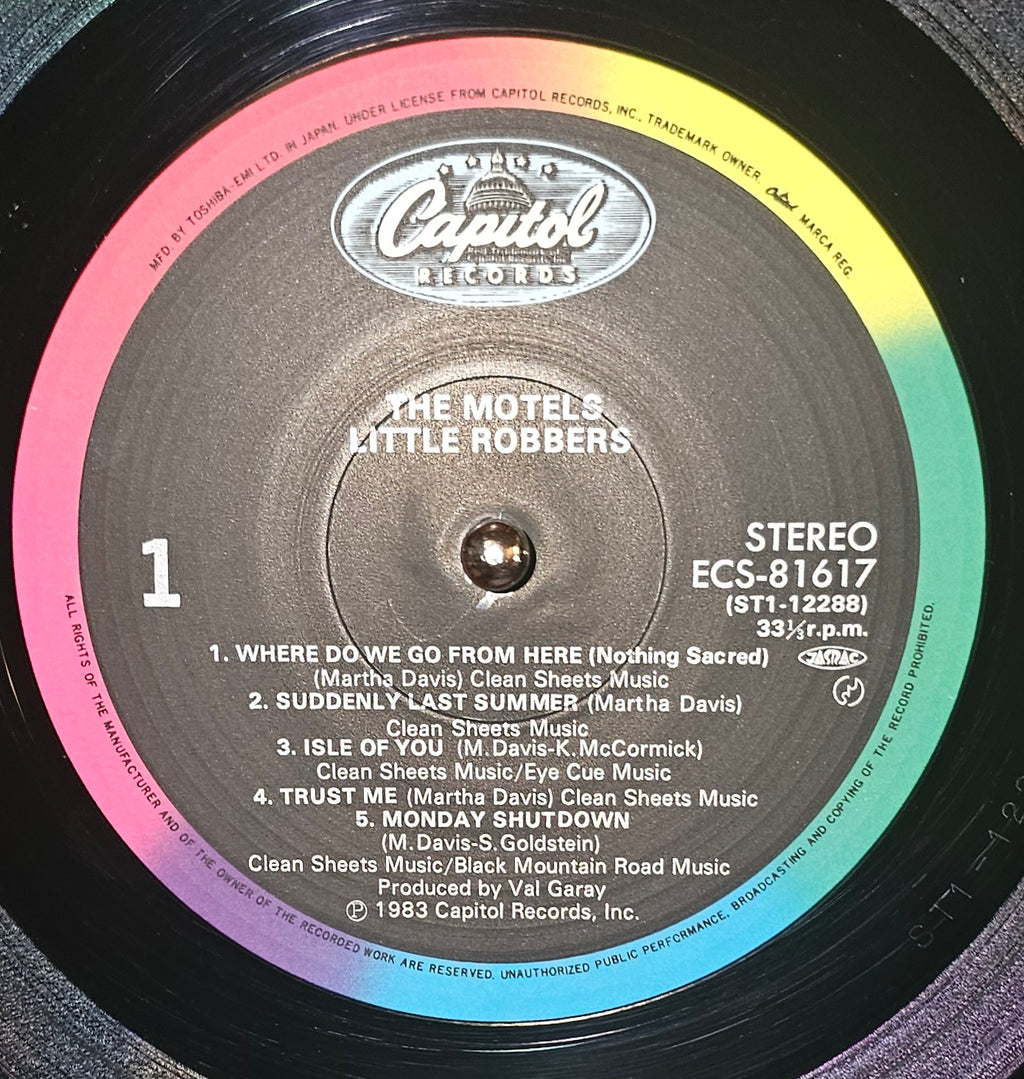 MFD. BY TOSHIBA-EMI LTD. IN JAPAN. UNDER LICENSE FROM CAPITOL RECORDS, INC., TRADEMARK OWNER. Capitol MARCA REG.
Capitol
RECORDS
THE MOTELS
LITTLE ROBBERS
1
STEREO
ECS-81617
(ST1-12288)
33⅓r.p.m.
JASRAC
1. WHERE DO WE GO FROM HERE (Nothing Sacred)
(Martha Davis) Clean Sheets Music
2. SUDDENLY LAST SUMMER (Martha Davis)
Clean Sheets Music
3. ISLE OF YOU (M.Davis-K.McCormick)
Clean Sheets Music/Eye Cue Music
4. TRUST ME (Martha Davis) Clean Sheets Music
5. MONDAY SHUTDOWN
(M.Davis-S.Goldstein)
Clean Sheets Music/Black Mountain Road Music
Produced by Val Garay
℗ 1983 Capitol Records, Inc.
ALL RIGHTS OF THE MANUFACTURER AND OF THE OWNER OF THE RECORDED WORK ARE RESERVED. UNAUTHORIZED PUBLIC PERFORMANCE, BROADCASTING AND COPYING OF THE RECORD PROHIBITED.